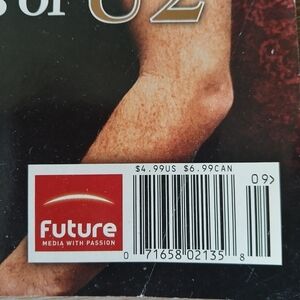 s of U2
$4.99US $6.99CAN
09>
Future
MEDIA WITH PASSION
0 71658 02135 8